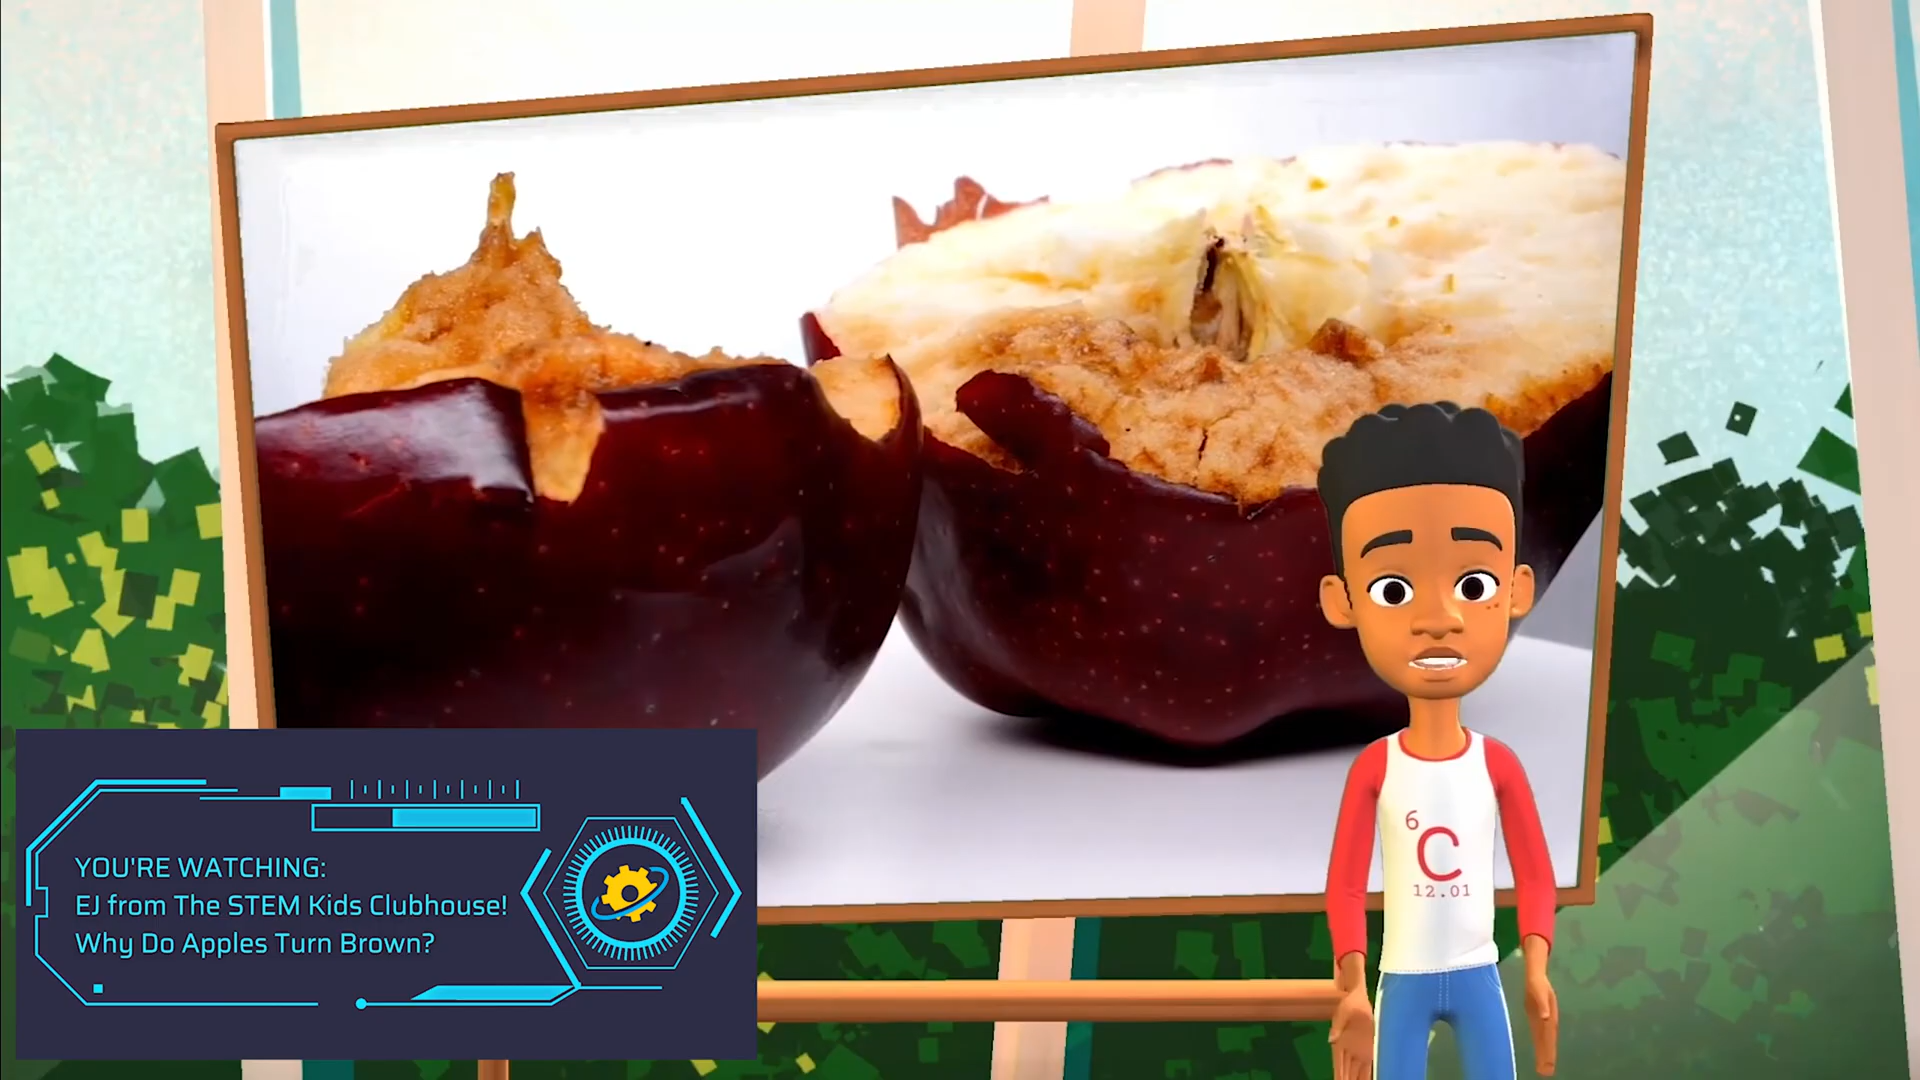 YOU'RE WATCHING:
EJ from The STEM Kids Clubhouse!
Why Do Apples Turn Brown?
6
C
12.01